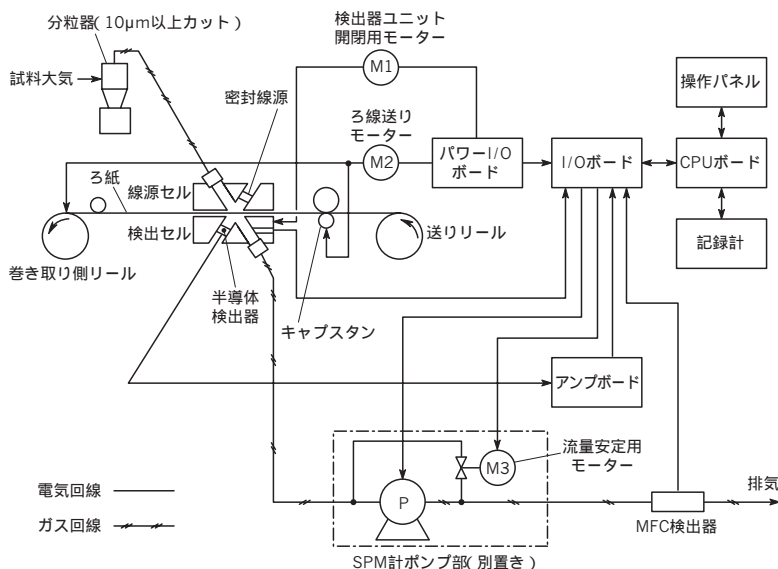 分粒器(10μm以上カット)
試料大気
検出器ユニット
開閉用モーター
M1
密封線源
ろ線送り
モーター
M2
パワーI/O
ボード
I/Oボード
操作パネル
CPUボード
記録計
ろ紙
線源セル
検出セル
巻き取り側リール
半導体
検出器
キャプスタン
送りリール
アンプボード
流量安定用
モーター
M3
P
電気回線
ガス回線
排気
MFC検出器
SPM計ポンプ部(別置き)